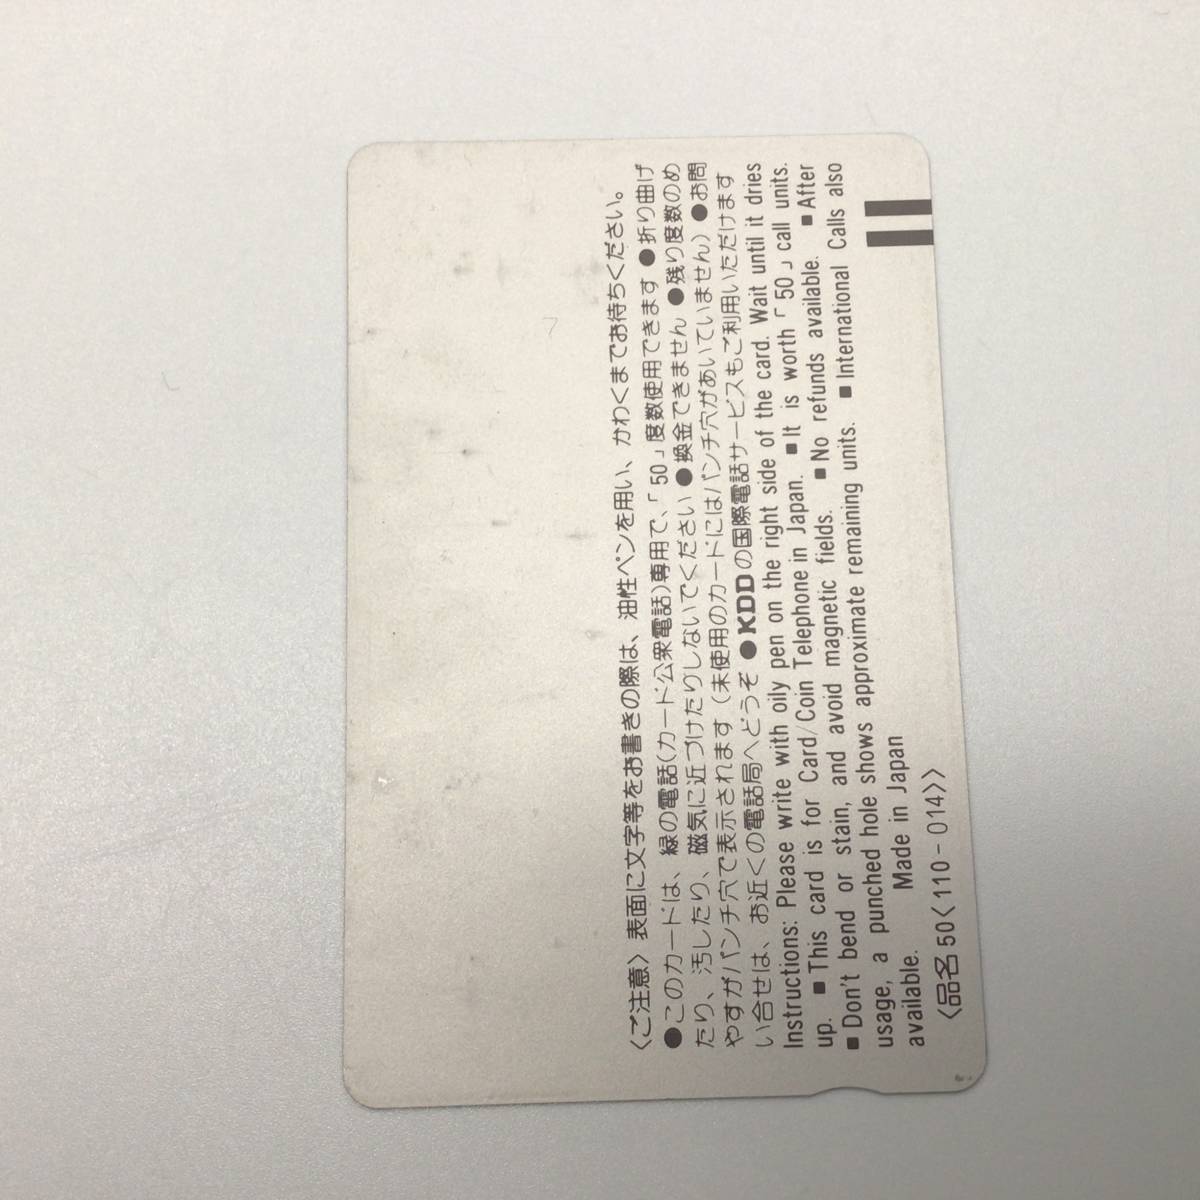 〈ご注意〉表面に文字等をお書きの際は、油性ペンを用い、かわくまでお待ちください。
●このカードは、緑の電話(カード公衆電話)専用で、「50」度数使用できます ●折り曲げ
たり、汚したり、磁気に近づけたりしないでください ●換金できません ●残り度数のめ
やすがパンチ穴で表示されます(未使用のカードにはパンチ穴があいていません) ●お問
い合せは、お近くの電話局へどうぞ ●KDDの国際電話サービスもご利用いただけます
Instructions: Please write with oily pen on the right side of the card. Wait until it dries
up. ■This card is for Card/Coin Telephone in Japan. ■It is worth「50」call units.
■Don't bend or stain, and avoid magnetic fields. ■No refunds available. ■After
usage, a punched hole shows approximate remaining units. ■International Calls also
available. Made in Japan
〈品名50〈110-014〉〉